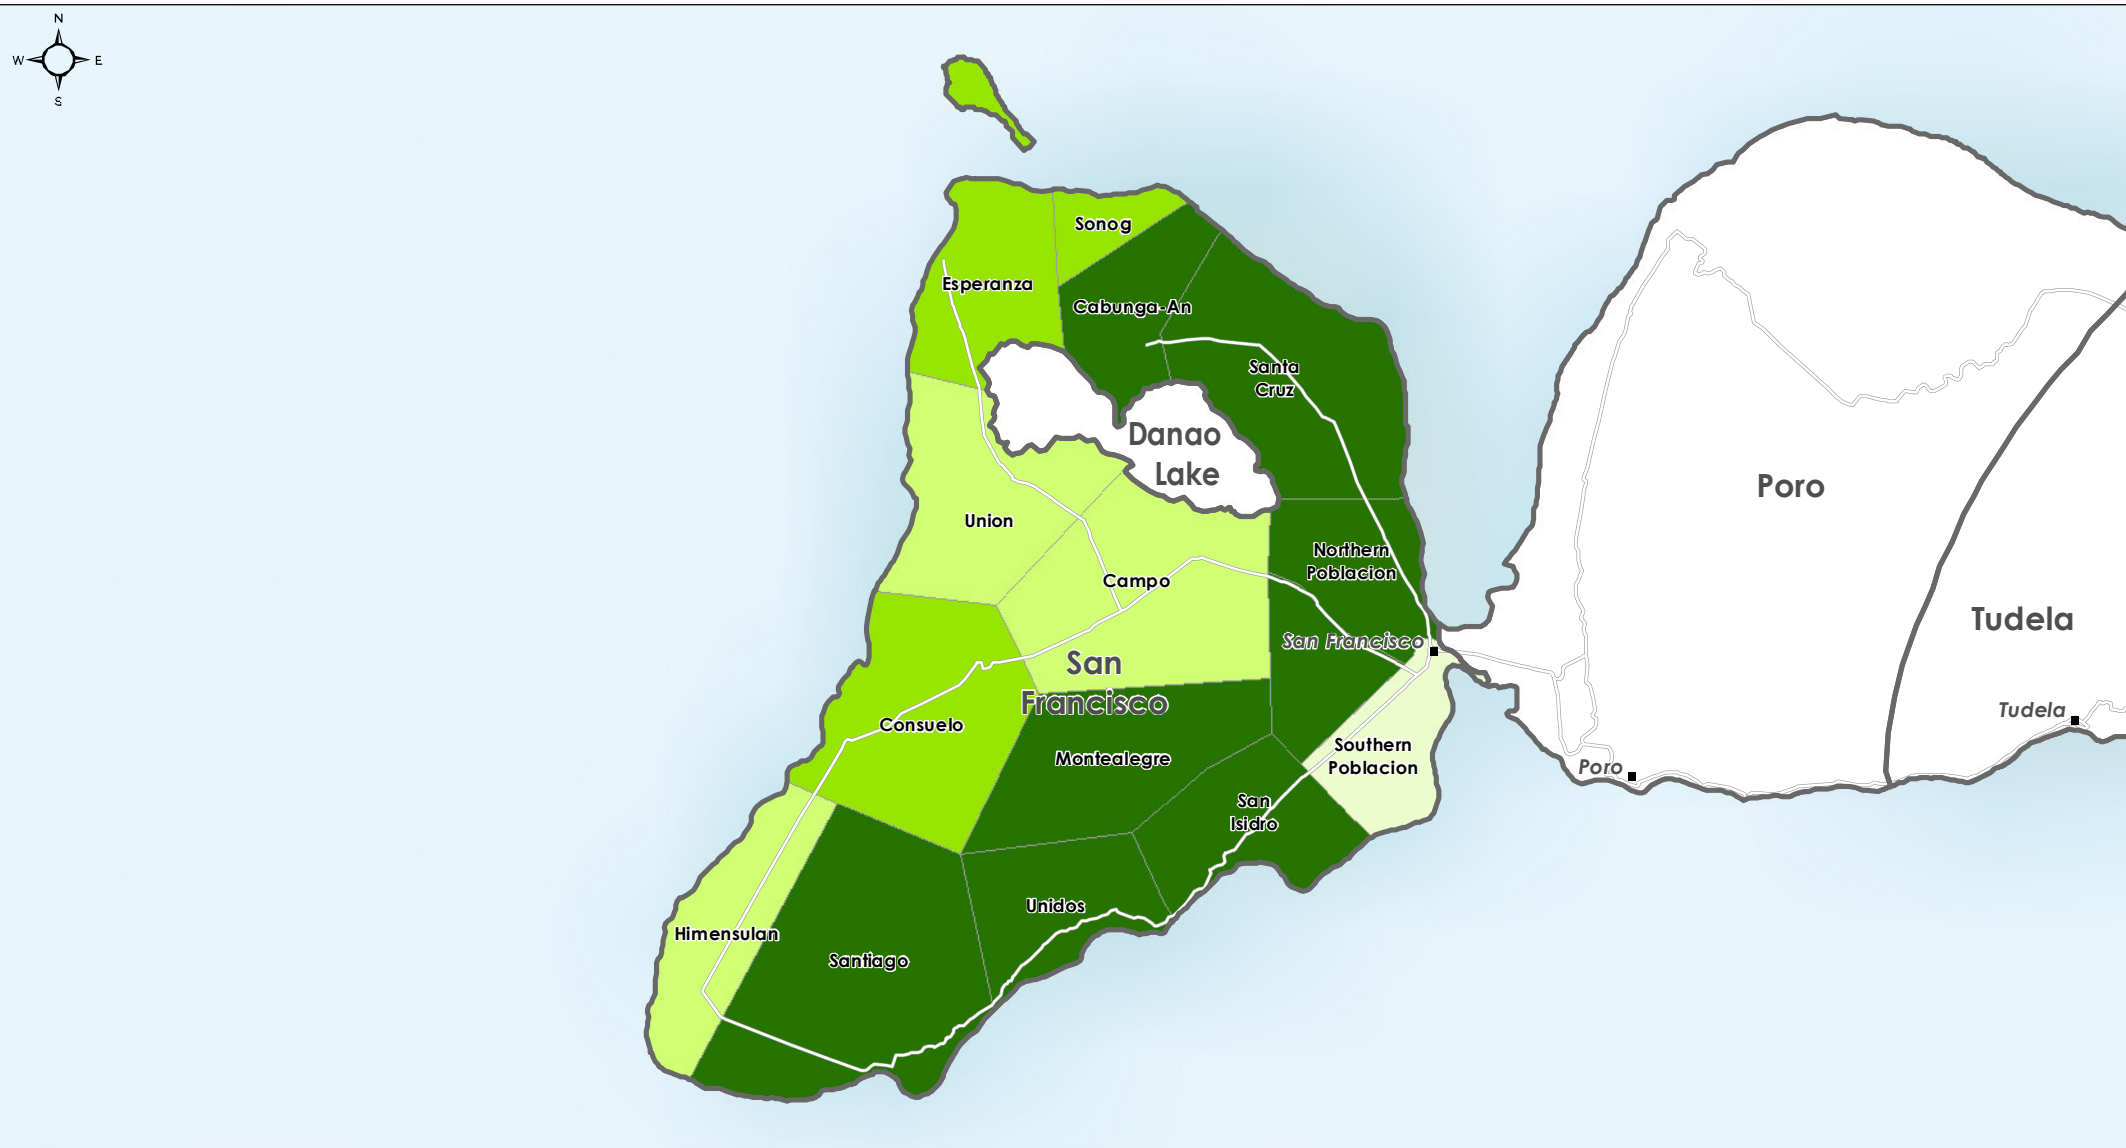 N
W E
S
Sonog
Esperanza
Cabunga-An
Santa
Cruz
Danao
Lake
Poro
Union
Northern
Poblacion
Campo
Tudela
San Francisco
San
Francisco
Tudela
Consuelo
Southern
Poblacion
Montealegre
Poro
San
Isidro
Unidos
Himensulan
Santiago